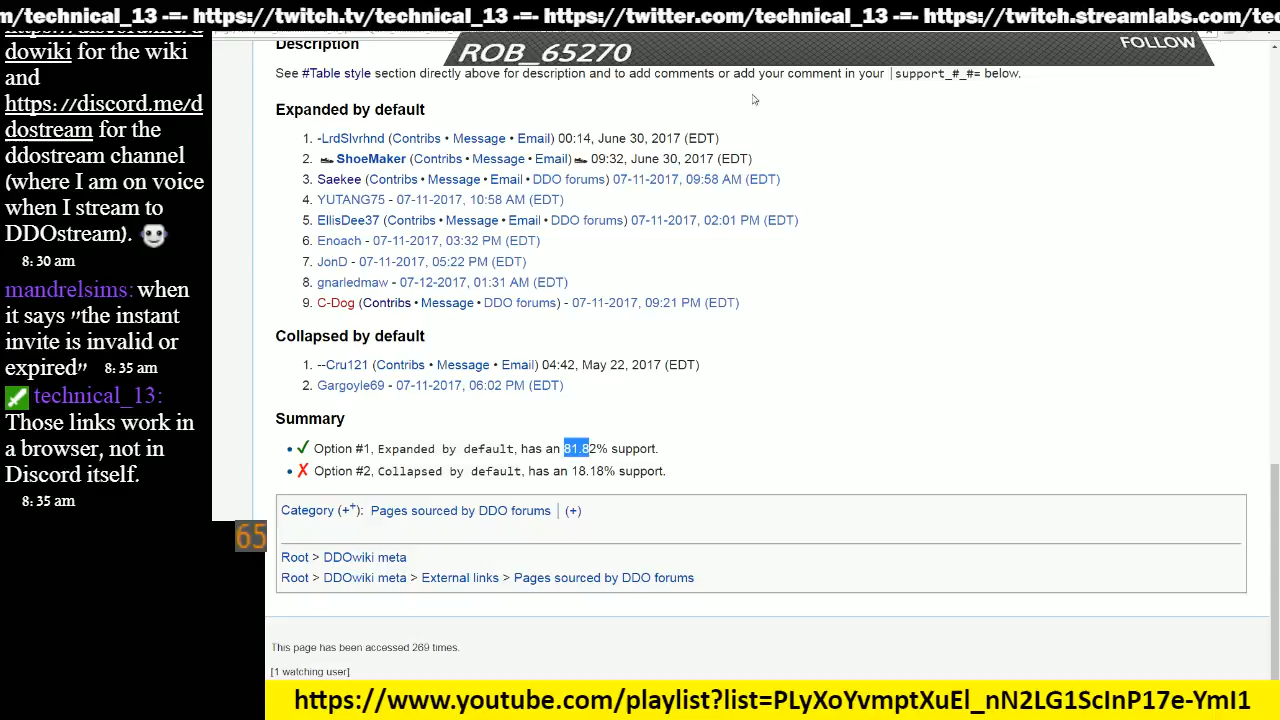 m/technical_13 -=- https://twitch.tv/technical_13 -=- https://twitter.com/technical_13 -=- https://twitch.streamlabs.com/tec
https://discord.me/d
dowiki for the wiki
and
https://discord.me/d
dostream for the
ddostream channel
(where I am on voice
when I stream to
DDOstream).
8:30 am
mandrelsims: when
it says "the instant
invite is invalid or
expired" 8:35 am
technical_13:
Those links work in
a browser, not in
Discord itself.
8:35 am
ROB_65270
FOLLOW
Description
See #Table style section directly above for description and to add comments or add your comment in your |support_#_#= below.
Expanded by default
1. -LrdSlvrhnd (Contribs • Message • Email) 00:14, June 30, 2017 (EDT)
2. ShoeMaker (Contribs • Message • Email) 09:32, June 30, 2017 (EDT)
3. Saekee (Contribs • Message • Email • DDO forums) 07-11-2017, 09:58 AM (EDT)
4. YUTANG75 - 07-11-2017, 10:58 AM (EDT)
5. EllisDee37 (Contribs • Message • Email • DDO forums) 07-11-2017, 02:01 PM (EDT)
6. Enoach - 07-11-2017, 03:32 PM (EDT)
7. JonD - 07-11-2017, 05:22 PM (EDT)
8. gnarledmaw - 07-12-2017, 01:31 AM (EDT)
9. C-Dog (Contribs • Message • DDO forums) - 07-11-2017, 09:21 PM (EDT)
Collapsed by default
1. --Cru121 (Contribs • Message • Email) 04:42, May 22, 2017 (EDT)
2. Gargoyle69 - 07-11-2017, 06:02 PM (EDT)
Summary
• ✓ Option #1, Expanded by default, has an 81.82% support.
• ✗ Option #2, Collapsed by default, has an 18.18% support.
Category (++): Pages sourced by DDO forums | (+)
65
Root > DDOwiki meta
Root > DDOwiki meta > External links > Pages sourced by DDO forums
This page has been accessed 269 times.
[1 watching user]
https://www.youtube.com/playlist?list=PLyXoYvmptXuEl_nN2LG1ScInP17e-YmI1